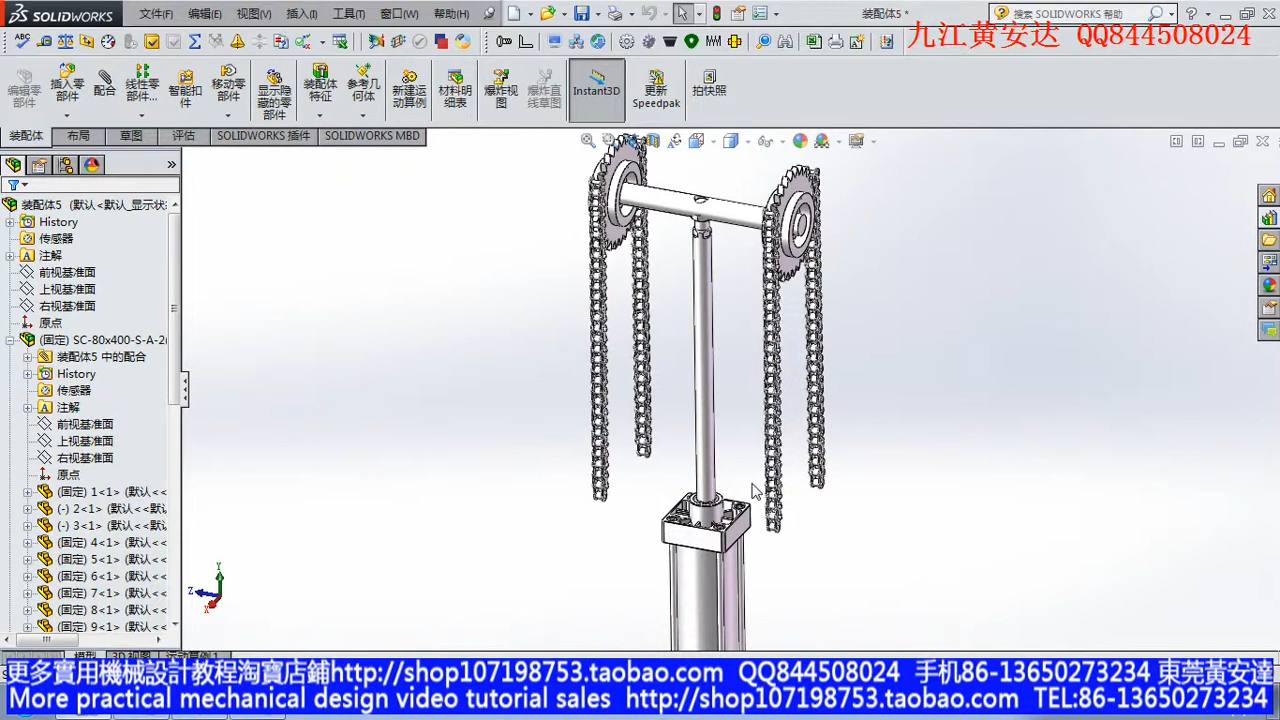 SOLIDWORKS 文件(F) 编辑(E) 视图(V) 插入(I) 工具(T) 窗口(W) 帮助(H) 装配体5 * 搜索 SOLIDWORKS 帮助
九江黄安达 QQ844508024
编辑零部件 插入零部件 配合 线性零部件... 智能扣件 移动零部件 显示隐藏的零部件 装配体特征 参考几何体 新建运动算例 材料明细表 爆炸视图 爆炸直线草图 Instant3D 更新 Speedpak 拍快照
装配体 布局 草图 评估 SOLIDWORKS 插件 SOLIDWORKS MBD
装配体5 (默认<默认_显示状
History
传感器
注解
前视基准面
上视基准面
右视基准面
原点
(固定) SC-80x400-S-A-2(
装配体5 中的配合
History
传感器
注解
前视基准面
上视基准面
右视基准面
原点
(固定) 1<1> (默认<<
(-) 2<1> (默认<<
(-) 3<1> (默认<<
(固定) 4<1> (默认<<
(固定) 5<1> (默认<<
(固定) 6<1> (默认<<
(固定) 7<1> (默认<<
(固定) 8<1> (默认<<
(固定) 9<1> (默认<<
Y
Z
X
模型 3D 视图 运动算例 1
更多實用機械設計教程淘寶店鋪http://shop107198753.taobao.com QQ844508024 手机86-13650273234 東莞黃安達
More practical mechanical design video tutorial sales http://shop107198753.taobao.com TEL:86-13650273234